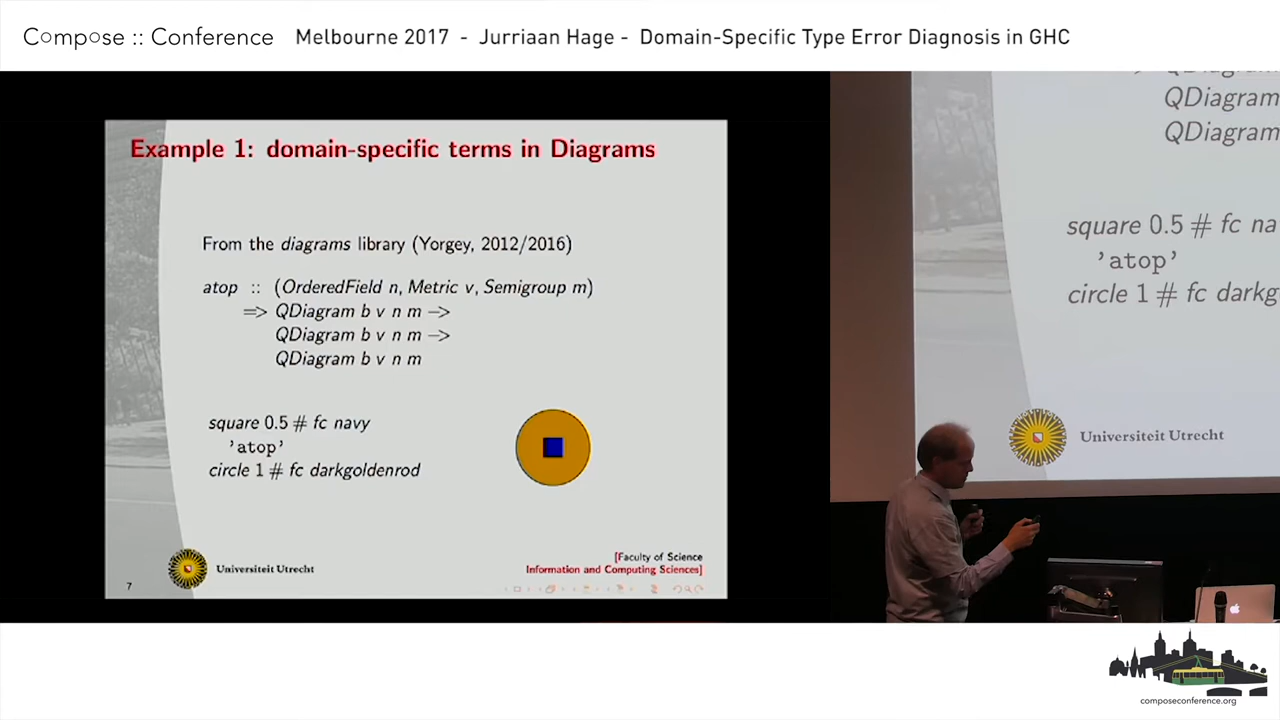 Compose :: Conference Melbourne 2017 - Jurriaan Hage - Domain-Specific Type Error Diagnosis in GHC
Example 1: domain-specific terms in Diagrams
From the diagrams library (Yorgey, 2012/2016)
atop :: (OrderedField n, Metric v, Semigroup m)
=> QDiagram b v n m ->
QDiagram b v n m ->
QDiagram b v n m
square 0.5 # fc navy
'atop'
circle 1 # fc darkgoldenrod
Universiteit Utrecht
[Faculty of Science
Information and Computing Sciences]
7
QDiagram
QDiagram
square 0.5 # fc na
'atop'
circle 1 # fc darkg
Universiteit Utrecht
composeconference.org